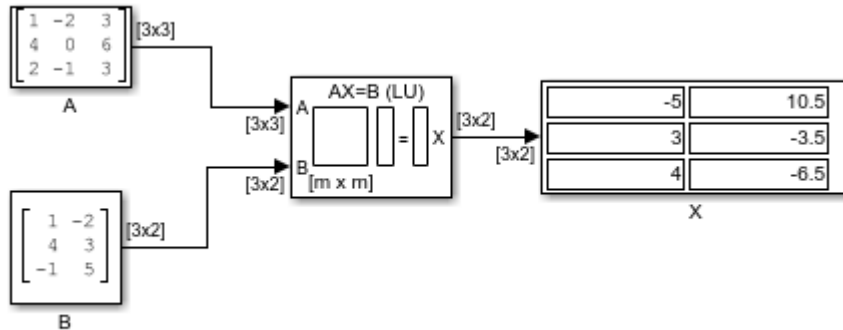 1 -2 3
4 0 6
2 -1 3
A
[3x3]
[3x3]
1 -2
4 3
-1 5
B
[3x2]
[3x2]
AX=B (LU)
A
B
= X
[m x m]
[3x2]
[3x2]
-5 10.5
3 -3.5
4 -6.5
X